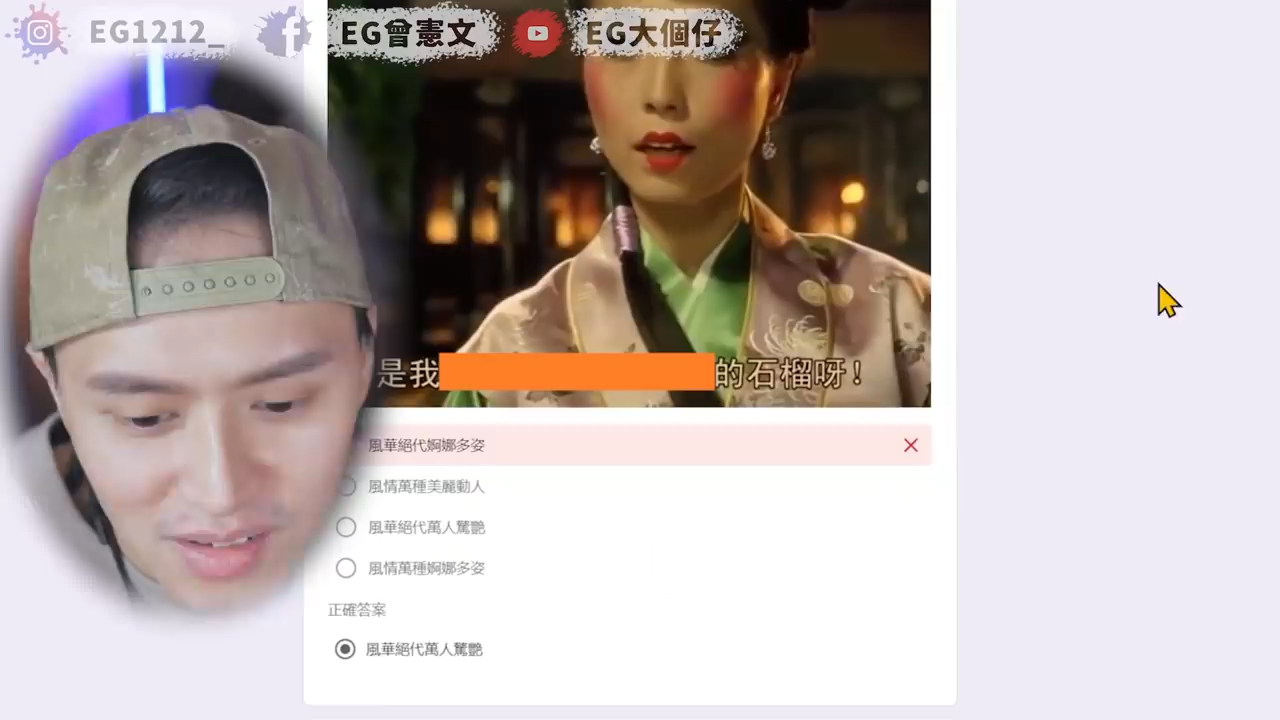 EG1212_ EG曾憲文 EG大個仔
是我 的石榴呀！
風華絕代婀娜多姿
風情萬種美麗動人
風華絕代萬人驚艷
風情萬種婀娜多姿
正確答案
風華絕代萬人驚艷